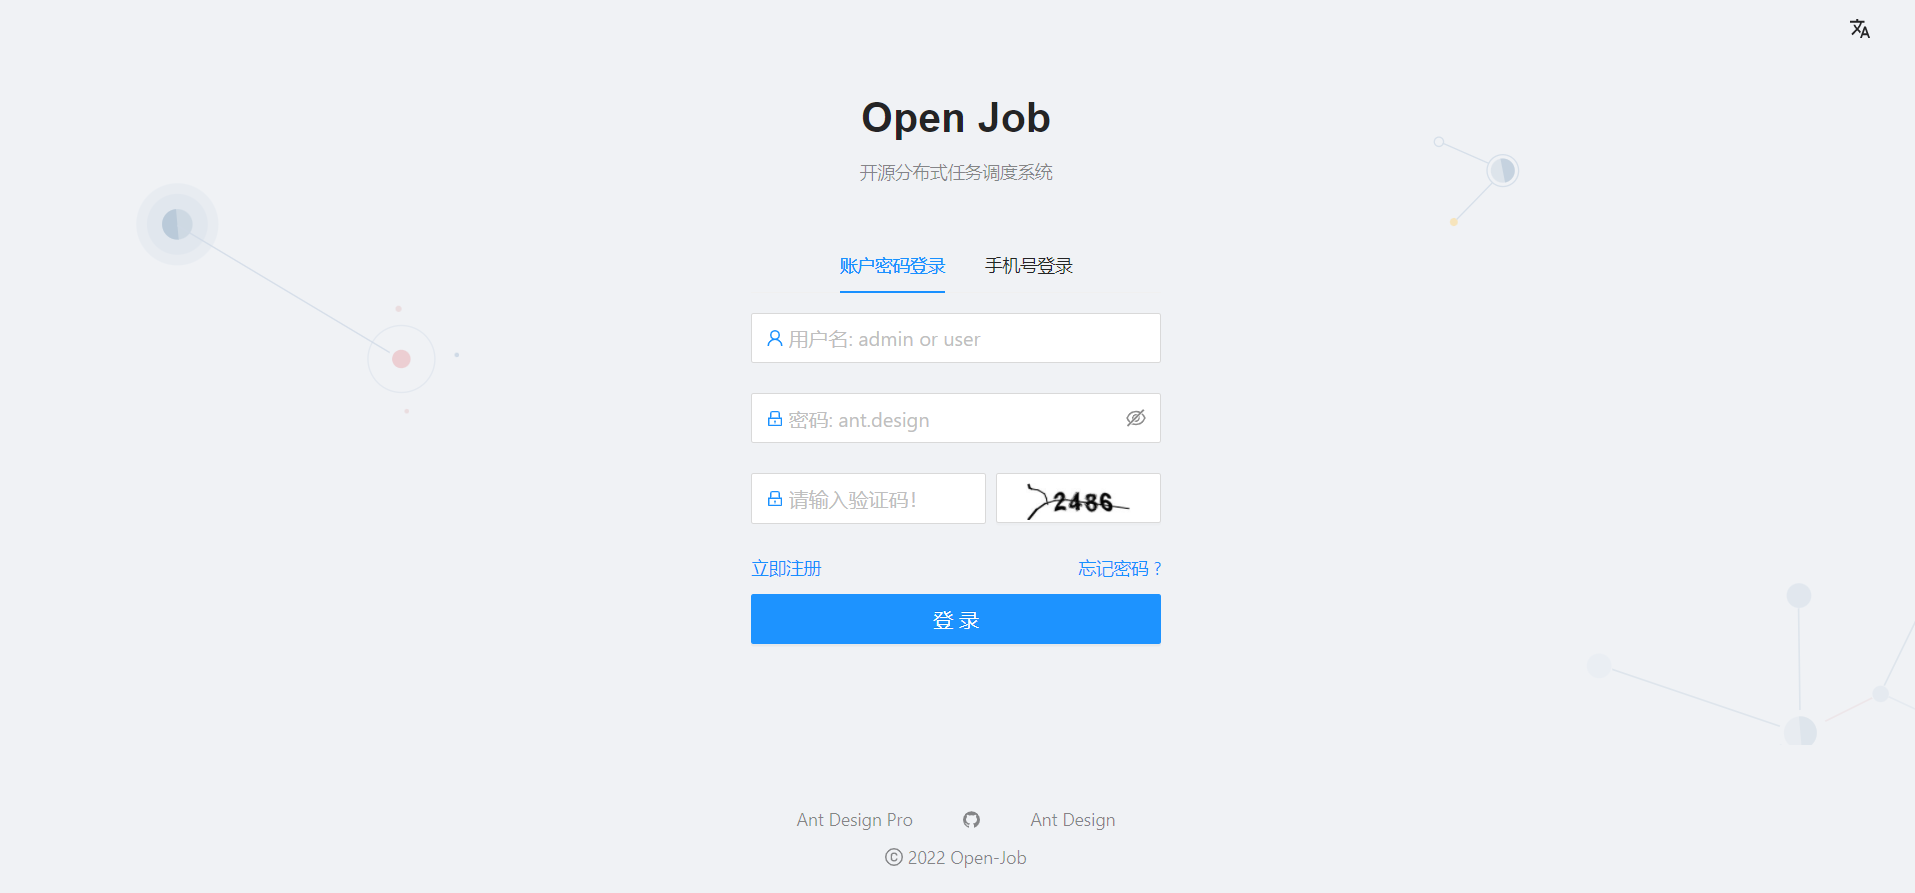 Open Job
开源分布式任务调度系统
账户密码登录 手机号登录
用户名: admin or user
密码: ant.design
请输入验证码！ 2486
立即注册 忘记密码 ?
登 录
Ant Design Pro Ant Design
© 2022 Open-Job